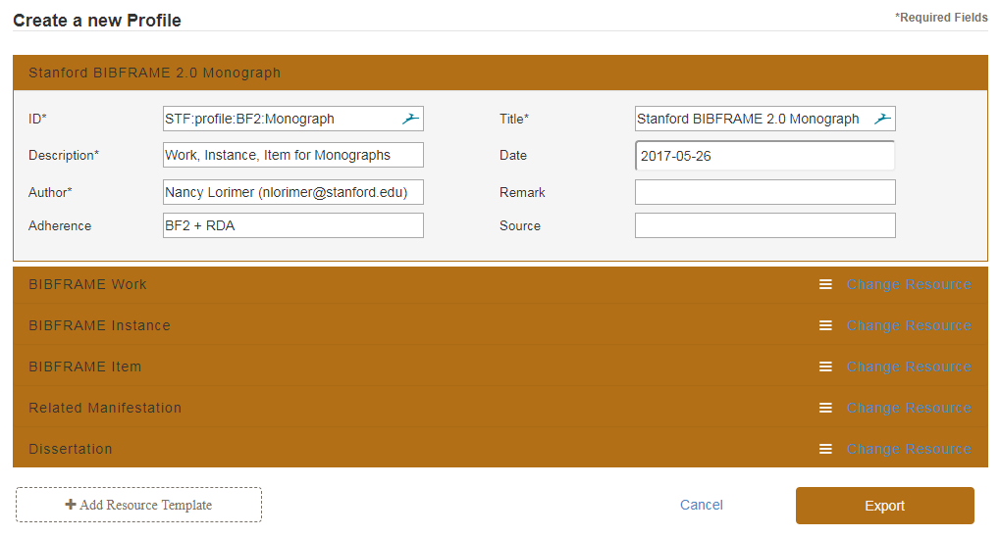 Create a new Profile
*Required Fields
Stanford BIBFRAME 2.0 Monograph
ID* STF:profile:BF2:Monograph Title* Stanford BIBFRAME 2.0 Monograph
Description* Work, Instance, Item for Monographs Date 2017-05-26
Author* Nancy Lorimer (nlorimer@stanford.edu) Remark
Adherence BF2 + RDA Source
BIBFRAME Work Change Resource
BIBFRAME Instance Change Resource
BIBFRAME Item Change Resource
Related Manifestation Change Resource
Dissertation Change Resource
+ Add Resource Template Cancel Export